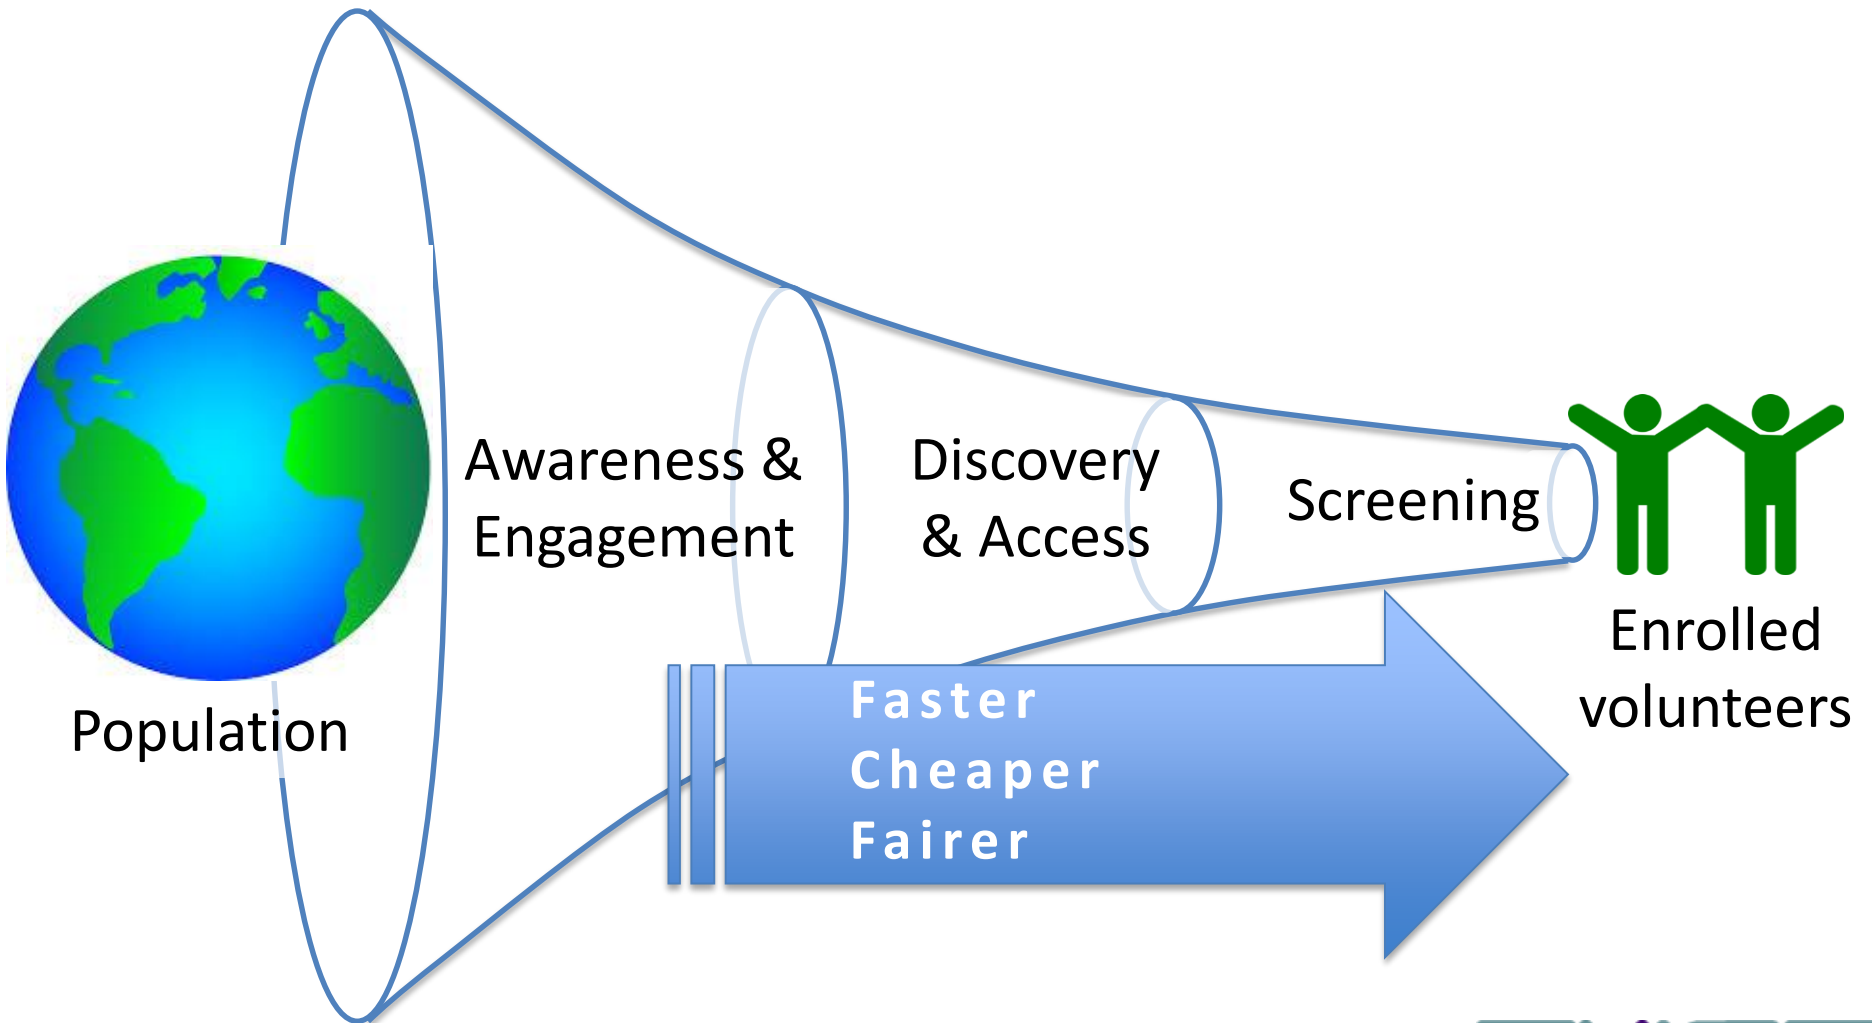 Population
Awareness &
Engagement
Discovery
& Access
Screening
Enrolled
volunteers
Faster
Cheaper
Fairer